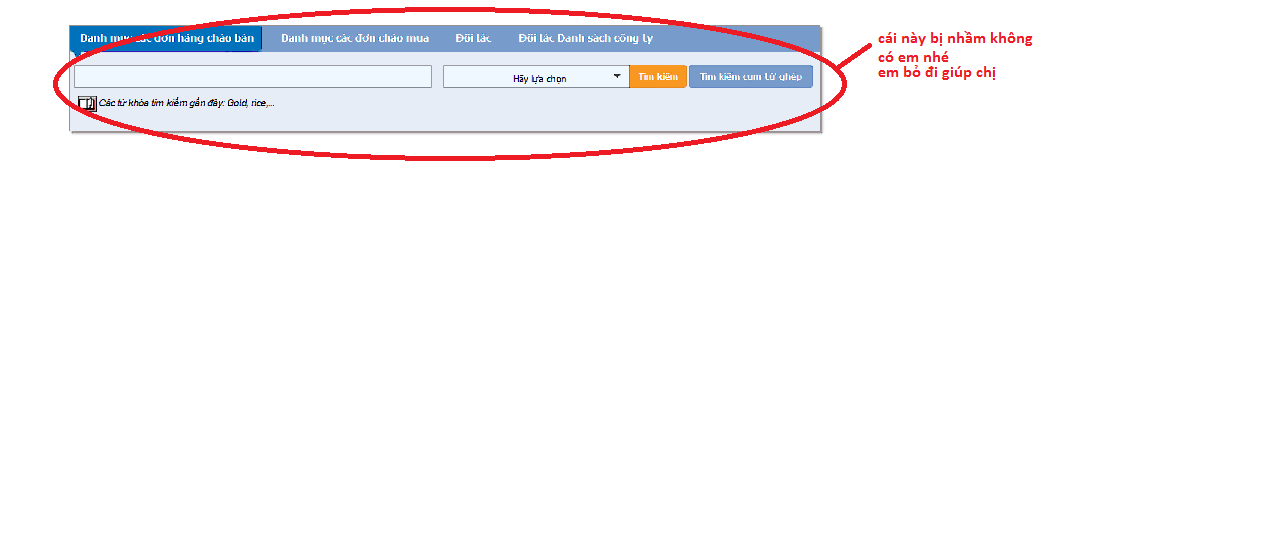 Danh mục các đơn hàng chào bán Danh mục các đơn chào mua Đối tác Đối tác Danh sách công ty
Hãy lựa chọn Tìm kiếm Tìm kiếm cụm từ ghép
Các từ khóa tìm kiếm gần đây: Gold, rice,...
cái này bị nhầm không
có em nhé
em bỏ đi giúp chị